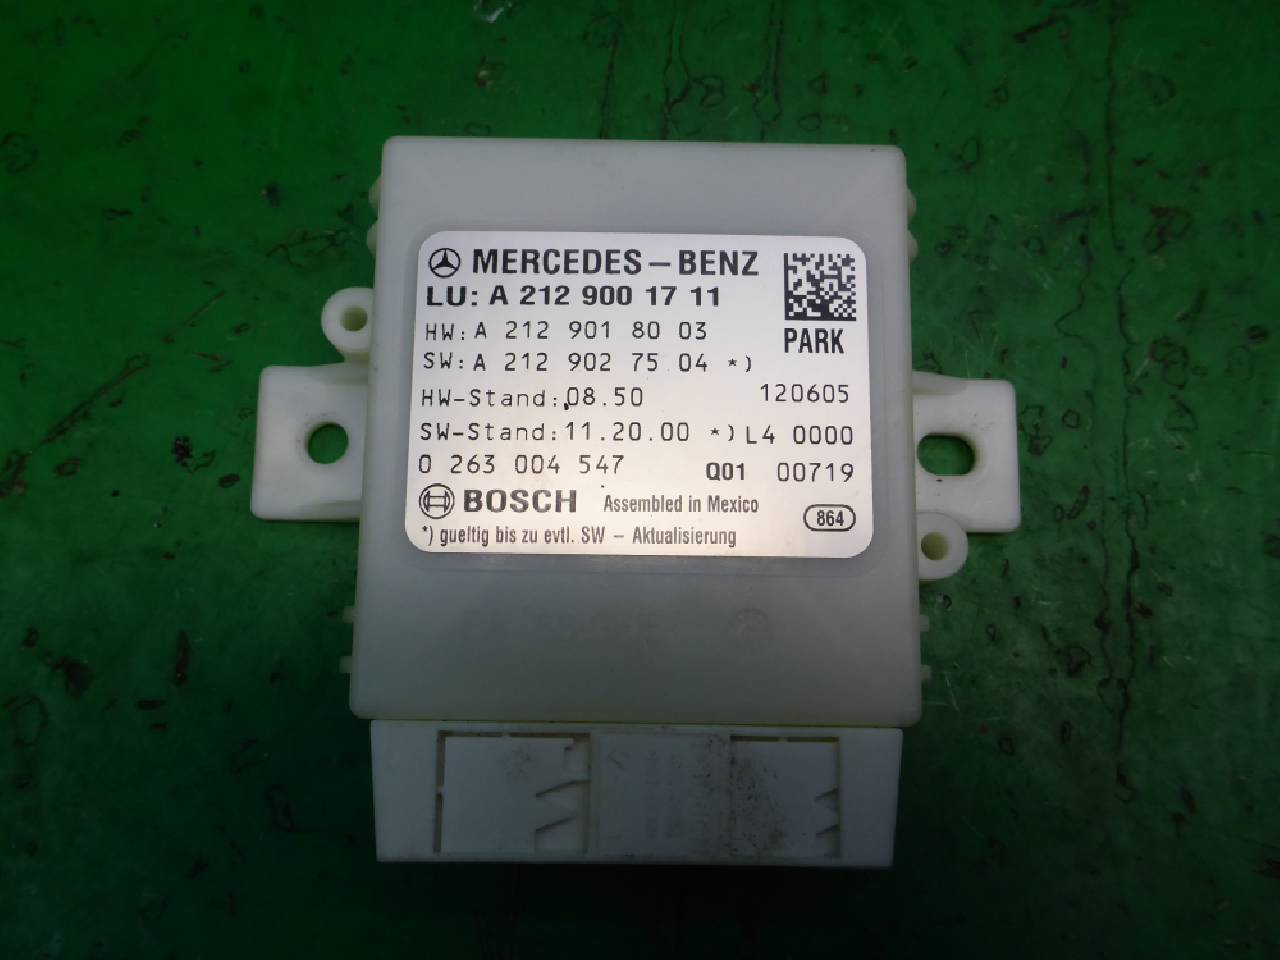 MERCEDES-BENZ
LU: A 212 900 17 11
HW: A 212 901 80 03
PARK
SW: A 212 902 75 04 *)
HW-Stand: 08.50 120605
SW-Stand: 11.20.00 *) L4 0000
0 263 004 547 Q01 00719
BOSCH Assembled in Mexico
864
*) gueltig bis zu evtl. SW - Aktualisierung